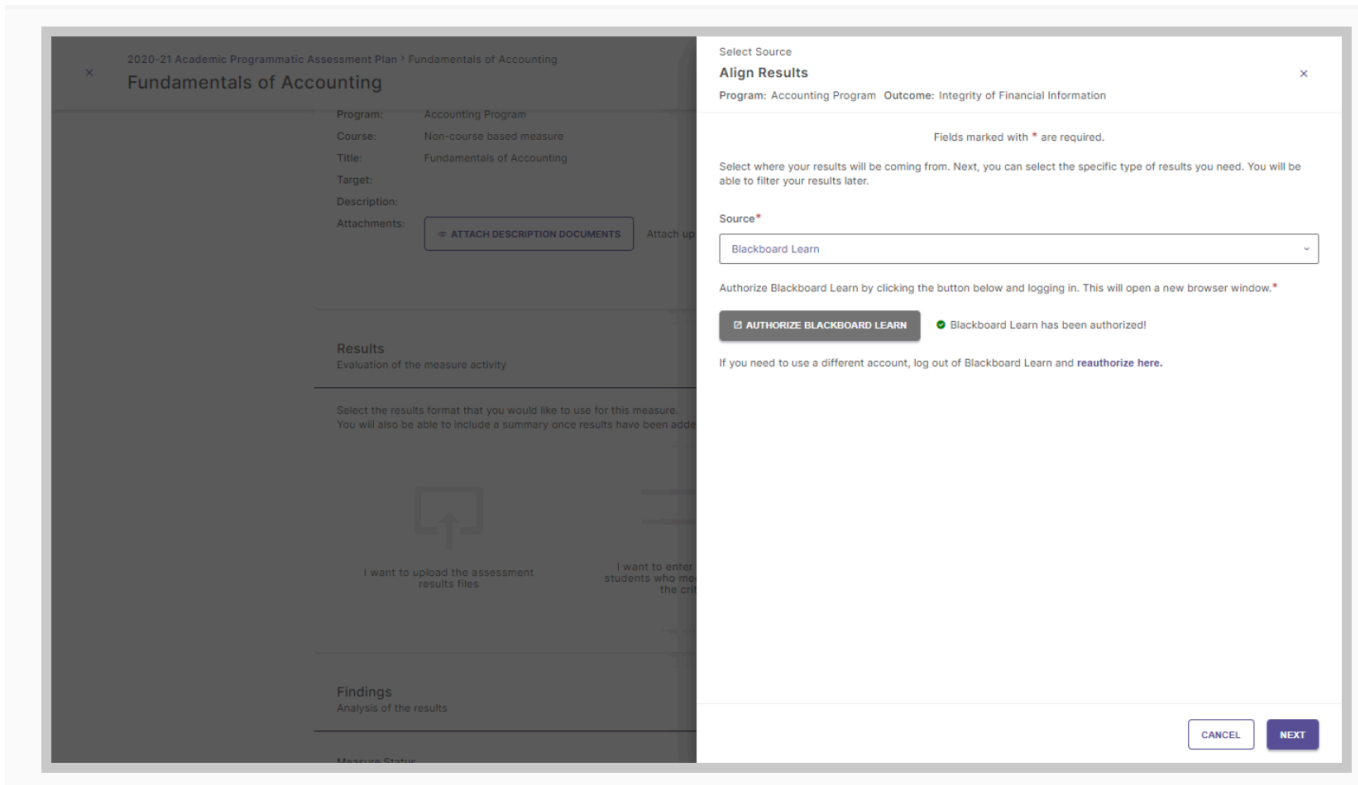 2020-21 Academic Programmatic Assessment Plan › Fundamentals of Accounting
Fundamentals of Accounting
Program: Accounting Program
Course: Non-course based measure
Title: Fundamentals of Accounting
Target:
Description:
Attachments: ATTACH DESCRIPTION DOCUMENTS Attach up
Results
Evaluation of the measure activity
Select the results format that you would like to use for this measure.
You will also be able to include a summary once results have been adde
I want to upload the assessment
results files
I want to enter
students who me
the crit
Findings
Analysis of the results
Measure Status
Select Source
Align Results
Program: Accounting Program Outcome: Integrity of Financial Information
Fields marked with * are required.
Select where your results will be coming from. Next, you can select the specific type of results you need. You will be
able to filter your results later.
Source*
Blackboard Learn
Authorize Blackboard Learn by clicking the button below and logging in. This will open a new browser window.*
AUTHORIZE BLACKBOARD LEARN Blackboard Learn has been authorized!
If you need to use a different account, log out of Blackboard Learn and reauthorize here.
CANCEL NEXT